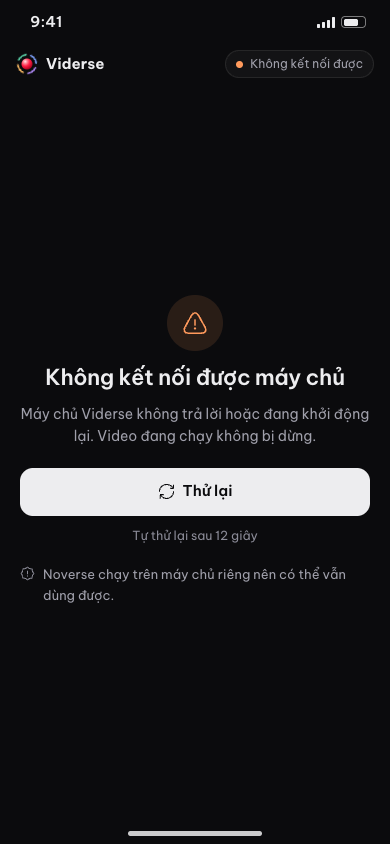 9:41
Viderse
Không kết nối được
Không kết nối được máy chủ
Máy chủ Viderse không trả lời hoặc đang khởi động
lại. Video đang chạy không bị dừng.
Thử lại
Tự thử lại sau 12 giây
Noverse chạy trên máy chủ riêng nên có thể vẫn
dùng được.